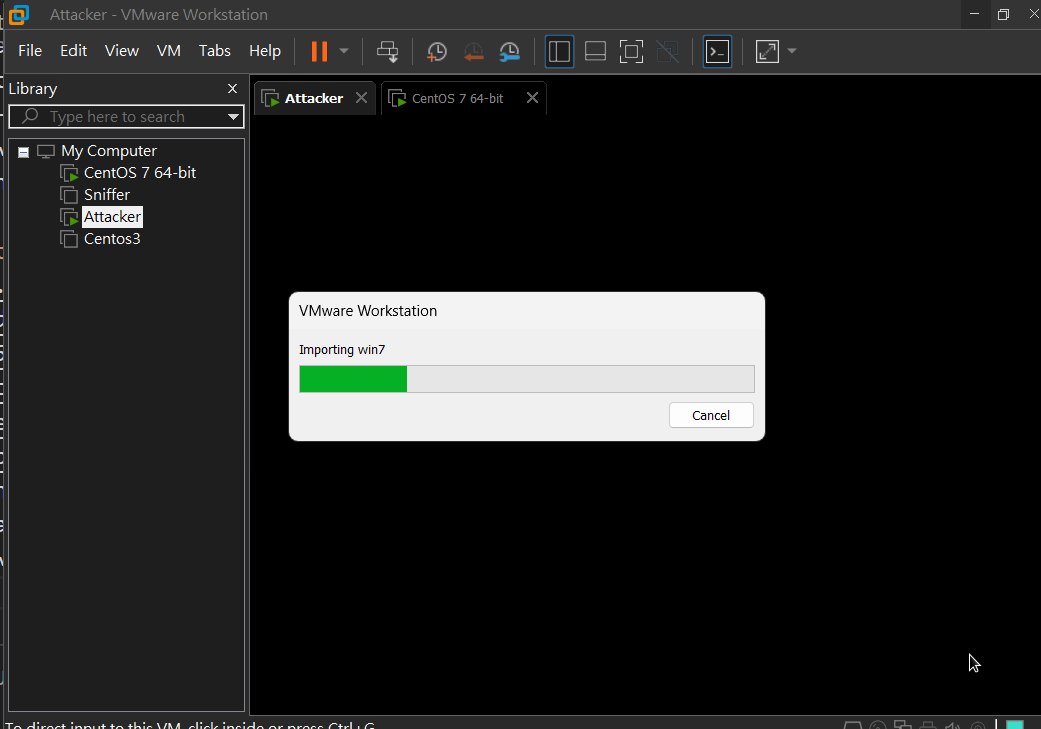 Attacker - VMware Workstation
File Edit View VM Tabs Help
Library
Type here to search
My Computer
CentOS 7 64-bit
Sniffer
Attacker
Centos3
Attacker
CentOS 7 64-bit
VMware Workstation
Importing win7
Cancel
To direct input to this VM, click inside or press Ctrl+G.